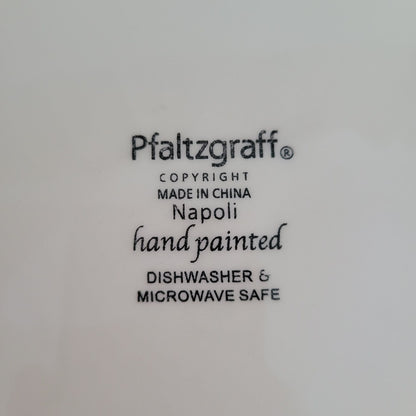 Pfaltzgraff®
COPYRIGHT
MADE IN CHINA
Napoli
hand painted
DISHWASHER &
MICROWAVE SAFE